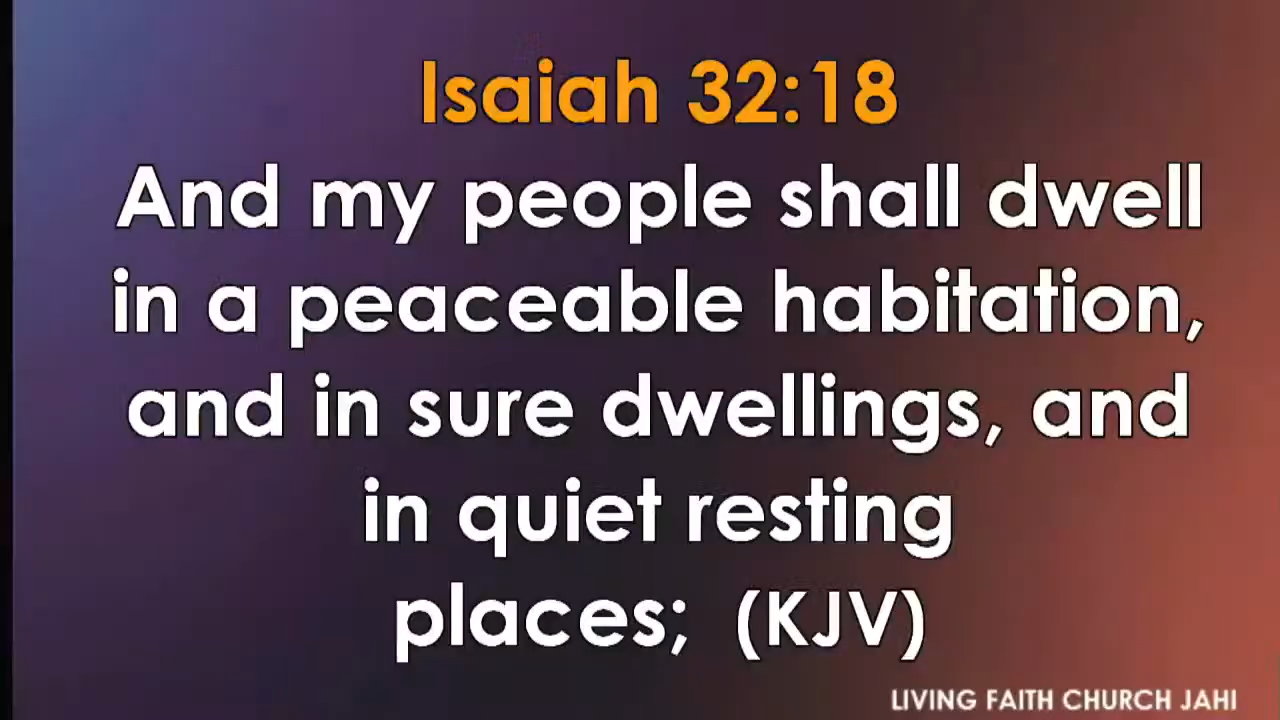 Isaiah 32:18
And my people shall dwell
in a peaceable habitation,
and in sure dwellings, and
in quiet resting
places; (KJV)
LIVING FAITH CHURCH JAHI